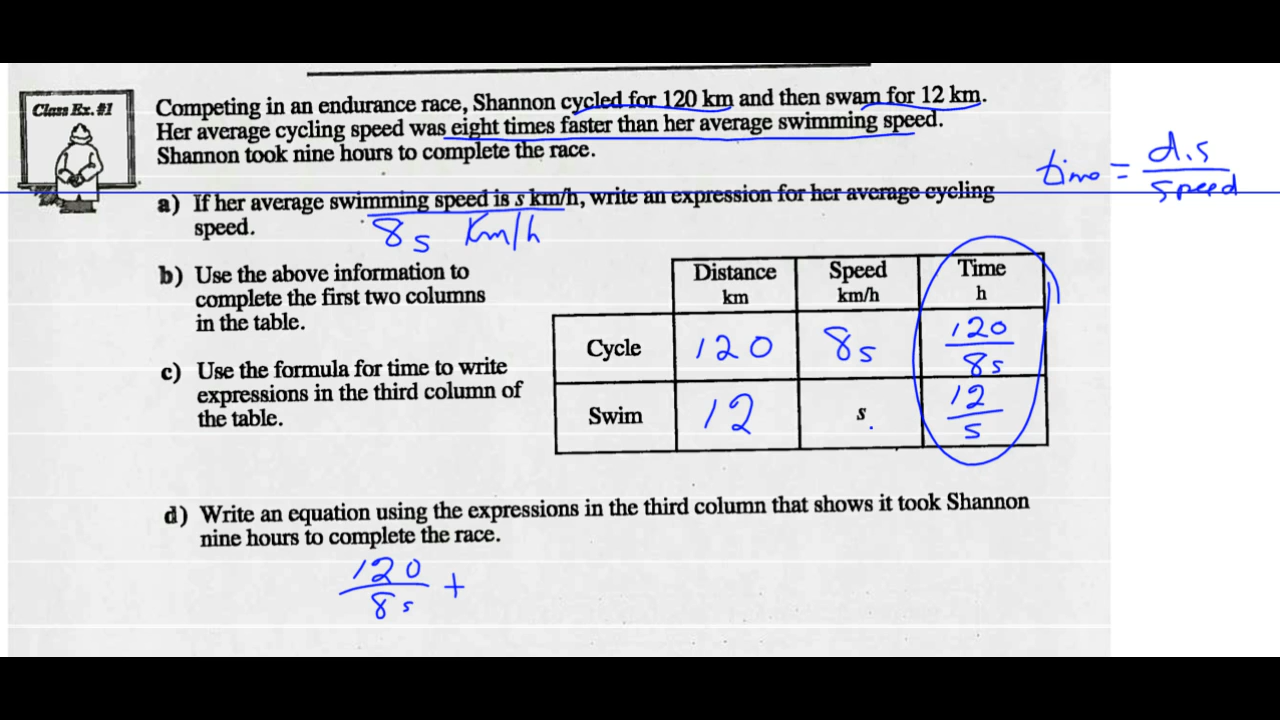 Class Ex. #1
Competing in an endurance race, Shannon cycled for 120 km and then swam for 12 km.
Her average cycling speed was eight times faster than her average swimming speed.
Shannon took nine hours to complete the race.
time = dis/speed
a) If her average swimming speed is s km/h, write an expression for her average cycling
speed.
8s Km/h
b) Use the above information to
complete the first two columns
in the table.
c) Use the formula for time to write
expressions in the third column of
the table.
Distance km Speed km/h Time h
Cycle 120 8s 120/8s
Swim 12 s 12/s
d) Write an equation using the expressions in the third column that shows it took Shannon
nine hours to complete the race.
120/8s +